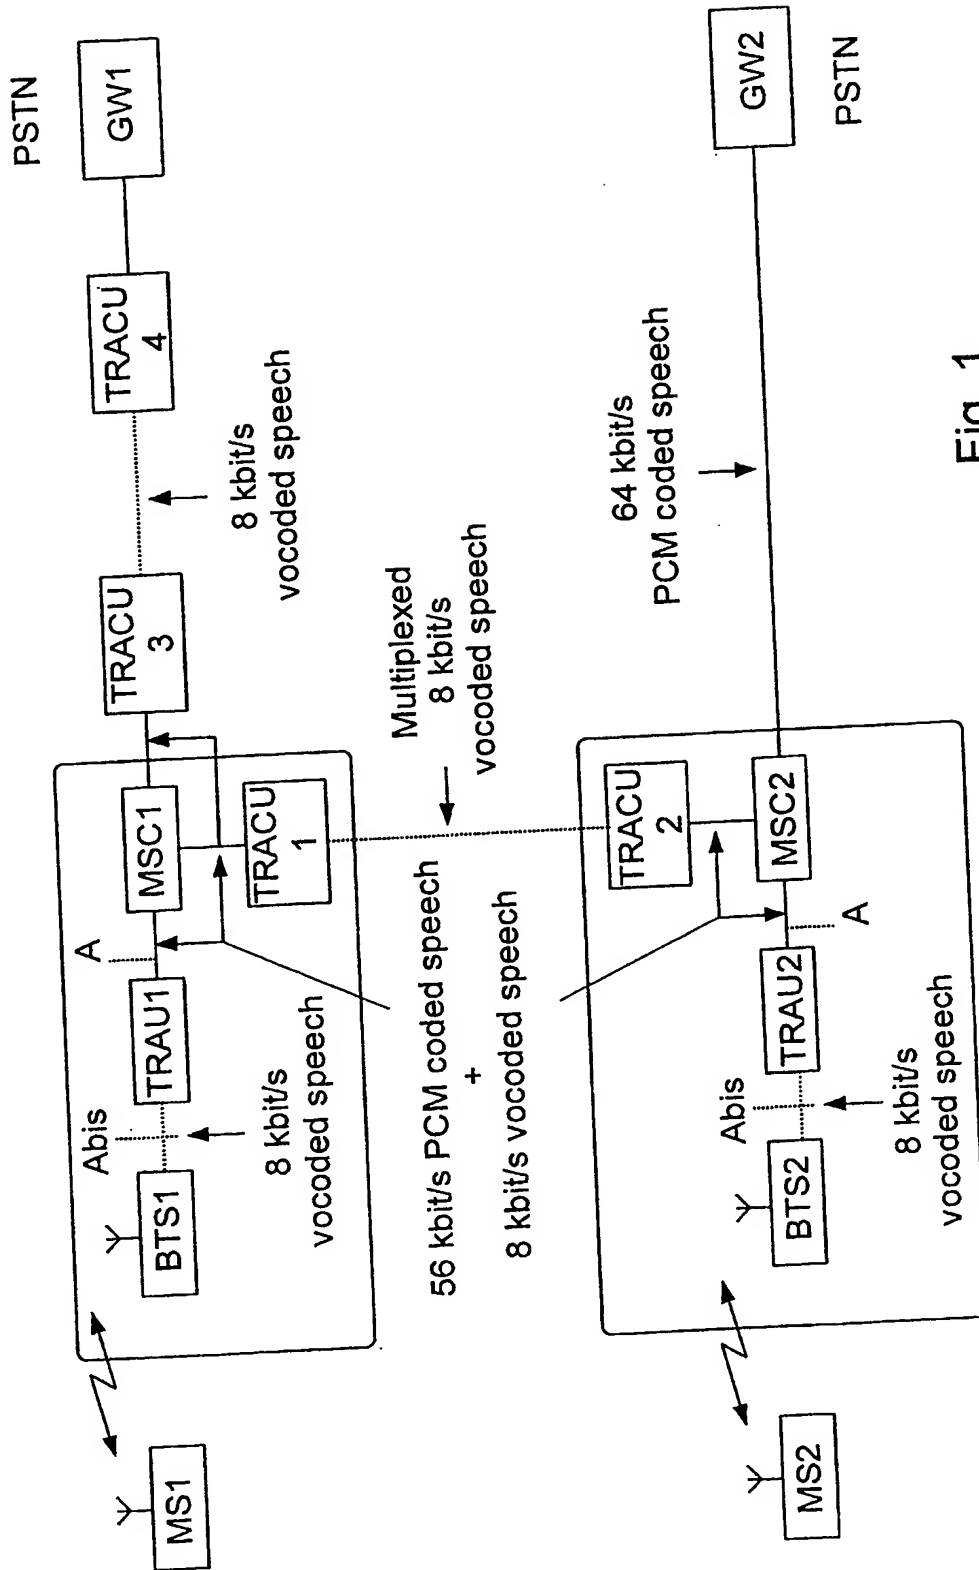 PSTN
GW1
TRACU
4
8 kbit/s
vocoded speech
TRACU
3
MSC1
TRACU
1
A
TRAU1
Abis
8 kbit/s
vocoded speech
BTS1
MS1
Multiplexed
8 kbit/s
vocoded speech
56 kbit/s PCM coded speech
+
8 kbit/s vocoded speech
GW2
PSTN
64 kbit/s
PCM coded speech
TRACU
2
MSC2
A
TRAU2
Abis
8 kbit/s
vocoded speech
BTS2
MS2
Fig. 1